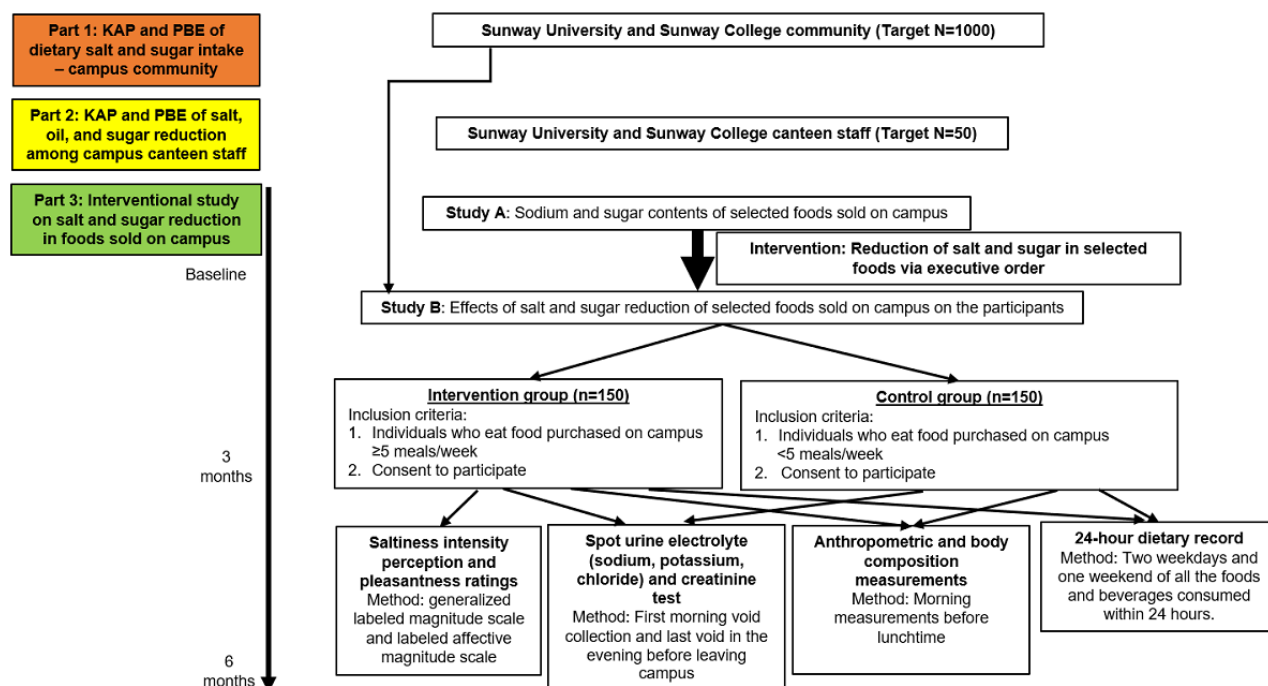 Part 1: KAP and PBE of
dietary salt and sugar intake
– campus community
Sunway University and Sunway College community (Target N=1000)
Part 2: KAP and PBE of salt,
oil, and sugar reduction
among campus canteen staff
Sunway University and Sunway College canteen staff (Target N=50)
Part 3: Interventional study
on salt and sugar reduction
in foods sold on campus
Study A: Sodium and sugar contents of selected foods sold on campus
Intervention: Reduction of salt and sugar in selected
foods via executive order
Baseline
Study B: Effects of salt and sugar reduction of selected foods sold on campus on the participants
Intervention group (n=150)
Inclusion criteria:
1. Individuals who eat food purchased on campus
≥5 meals/week
2. Consent to participate
Control group (n=150)
Inclusion criteria:
1. Individuals who eat food purchased on campus
<5 meals/week
2. Consent to participate
3
months
Saltiness intensity
perception and
pleasantness ratings
Method: generalized
labeled magnitude scale
and labeled affective
magnitude scale
Spot urine electrolyte
(sodium, potassium,
chloride) and creatinine
test
Method: First morning void
collection and last void in the
evening before leaving
campus
Anthropometric and body
composition measurements
Method: Morning
measurements before
lunchtime
24-hour dietary record
Method: Two weekdays and
one weekend of all the foods
and beverages consumed
within 24 hours.
6
months